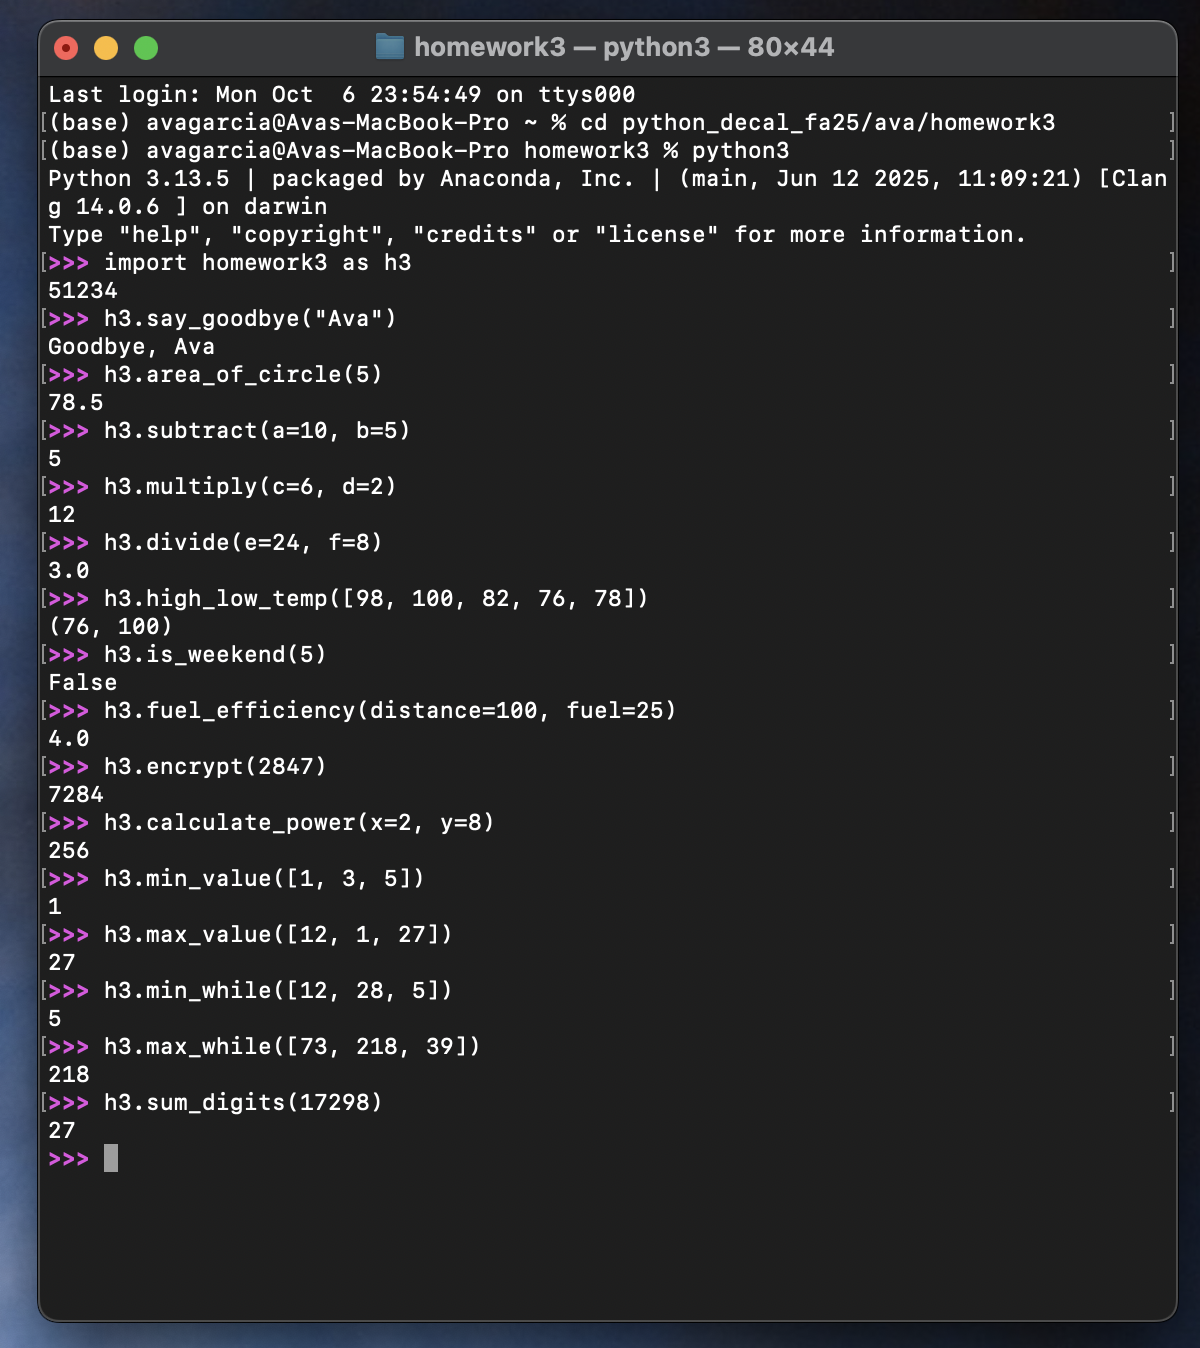 homework3 — python3 — 80×44
Last login: Mon Oct  6 23:54:49 on ttys000
[(base) avagarcia@Avas-MacBook-Pro ~ % cd python_decal_fa25/ava/homework3 ]
[(base) avagarcia@Avas-MacBook-Pro homework3 % python3 ]
Python 3.13.5 | packaged by Anaconda, Inc. | (main, Jun 12 2025, 11:09:21) [Clan
g 14.0.6 ] on darwin
Type "help", "copyright", "credits" or "license" for more information.
[>>> import homework3 as h3 ]
51234
[>>> h3.say_goodbye("Ava") ]
Goodbye, Ava
[>>> h3.area_of_circle(5) ]
78.5
[>>> h3.subtract(a=10, b=5) ]
5
[>>> h3.multiply(c=6, d=2) ]
12
[>>> h3.divide(e=24, f=8) ]
3.0
[>>> h3.high_low_temp([98, 100, 82, 76, 78]) ]
(76, 100)
[>>> h3.is_weekend(5) ]
False
[>>> h3.fuel_efficiency(distance=100, fuel=25) ]
4.0
[>>> h3.encrypt(2847) ]
7284
[>>> h3.calculate_power(x=2, y=8) ]
256
[>>> h3.min_value([1, 3, 5]) ]
1
[>>> h3.max_value([12, 1, 27]) ]
27
[>>> h3.min_while([12, 28, 5]) ]
5
[>>> h3.max_while([73, 218, 39]) ]
218
[>>> h3.sum_digits(17298) ]
27
>>>